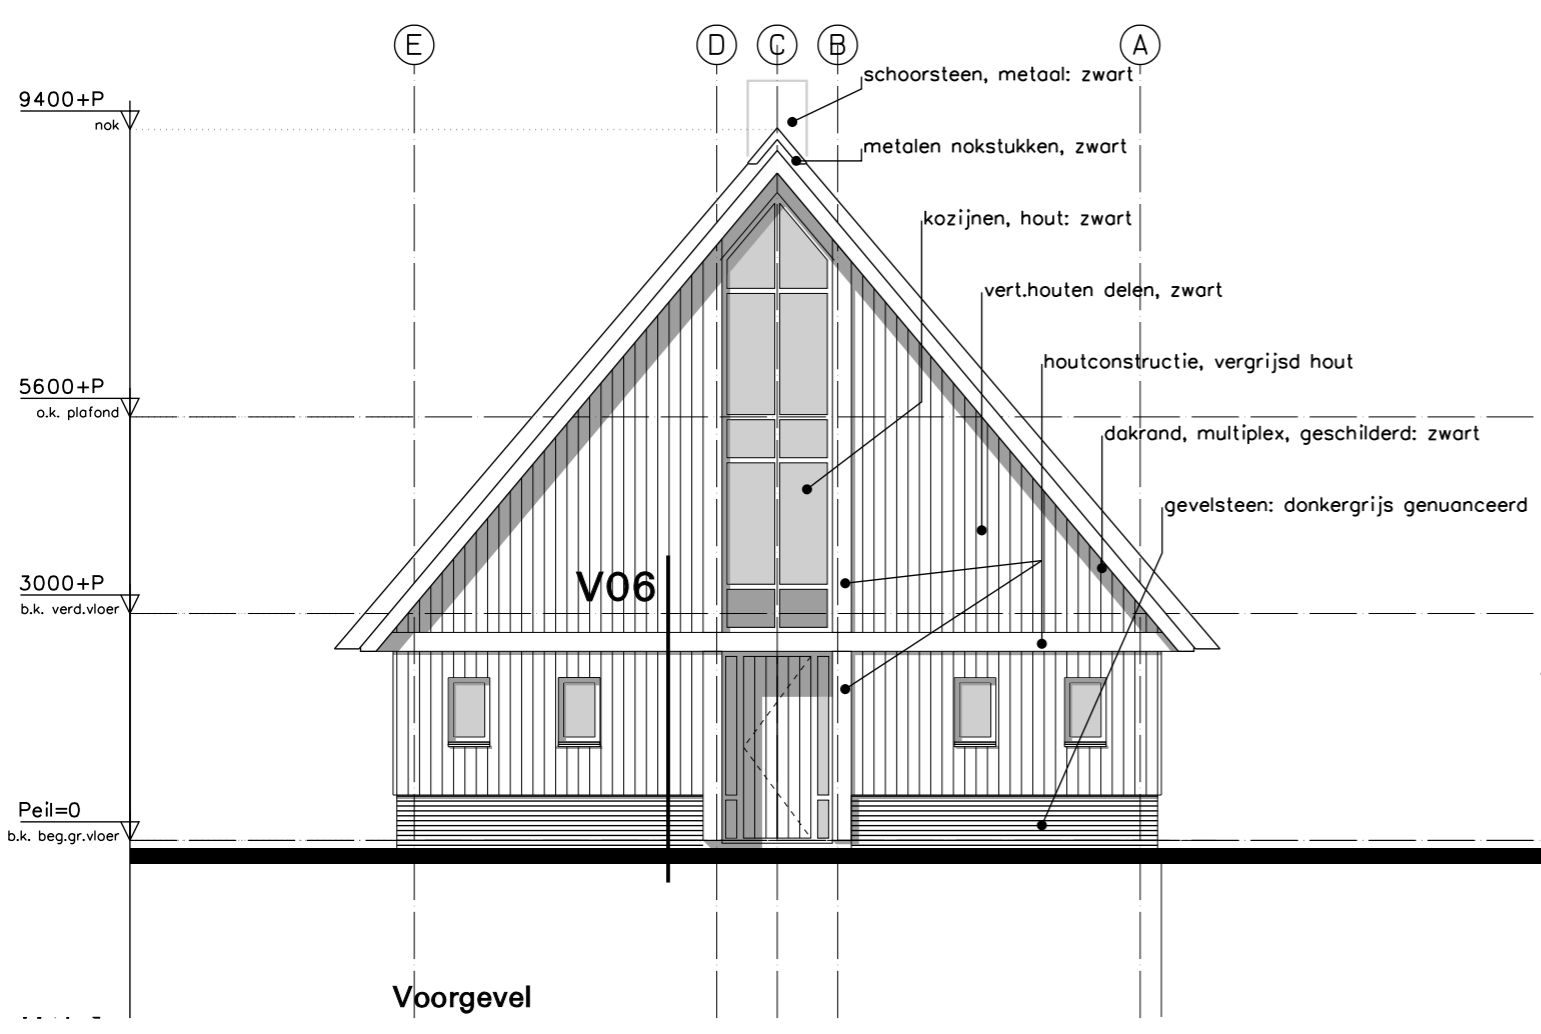 E D C B A
schoorsteen, metaal: zwart
9400+P
nok
metalen nokstukken, zwart
kozijnen, hout: zwart
vert.houten delen, zwart
houtconstructie, vergrijsd hout
5600+P
o.k. plafond
dakrand, multiplex, geschilderd: zwart
gevelsteen: donkergrijs genuanceerd
V06
3000+P
b.k. verd.vloer
Peil=0
b.k. beg.gr.vloer
Voorgevel